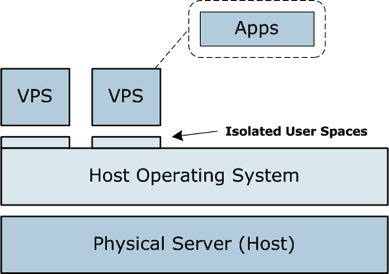 Apps
VPS
VPS
Isolated User Spaces
Host Operating System
Physical Server (Host)